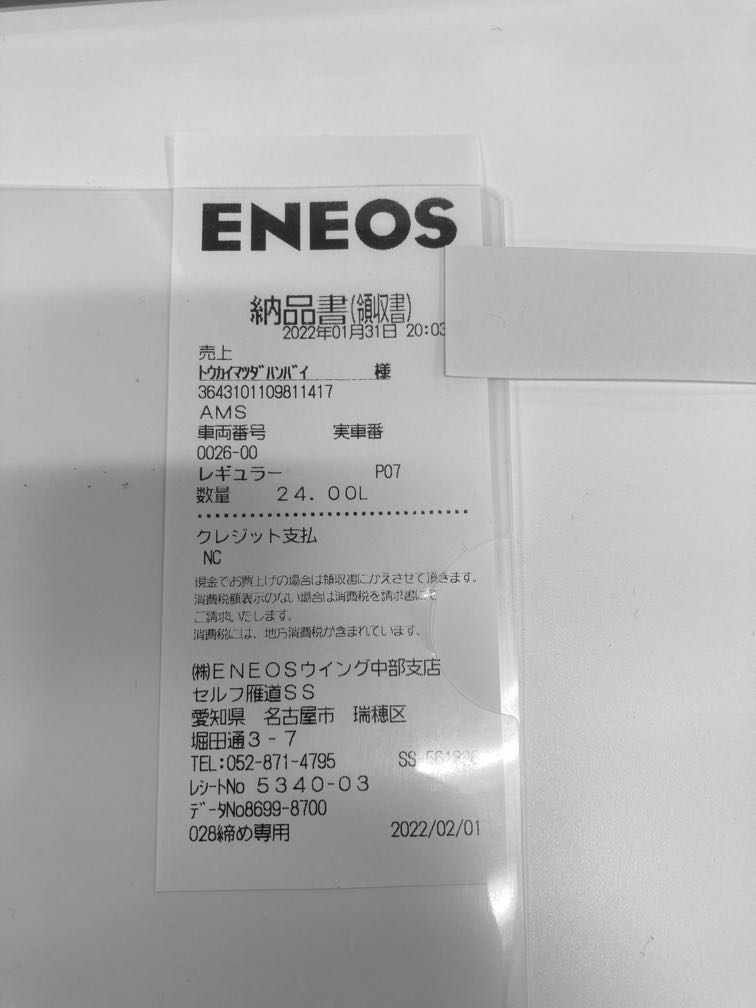 ENEOS
納品書(領収書)
2022年01月31日 20:03
売上
トウカイマツダハンバイ 様
3643101109811417
AMS
車両番号 実車番
0026-00
レギュラー P07
数量 24.00L
クレジット支払
NC
現金でお買上げの場合は領収書にかえさせて頂きます。
消費税額表示のない場合は消費税を請求書にて
ご請求いたします。
消費税には、地方消費税が含まれています。
(株)ENEOSウイング中部支店
セルフ雁道SS
愛知県 名古屋市 瑞穂区
堀田通3-7
TEL:052-871-4795
レシートNo 5340-03
データNo8699-8700
028締め専用 2022/02/01